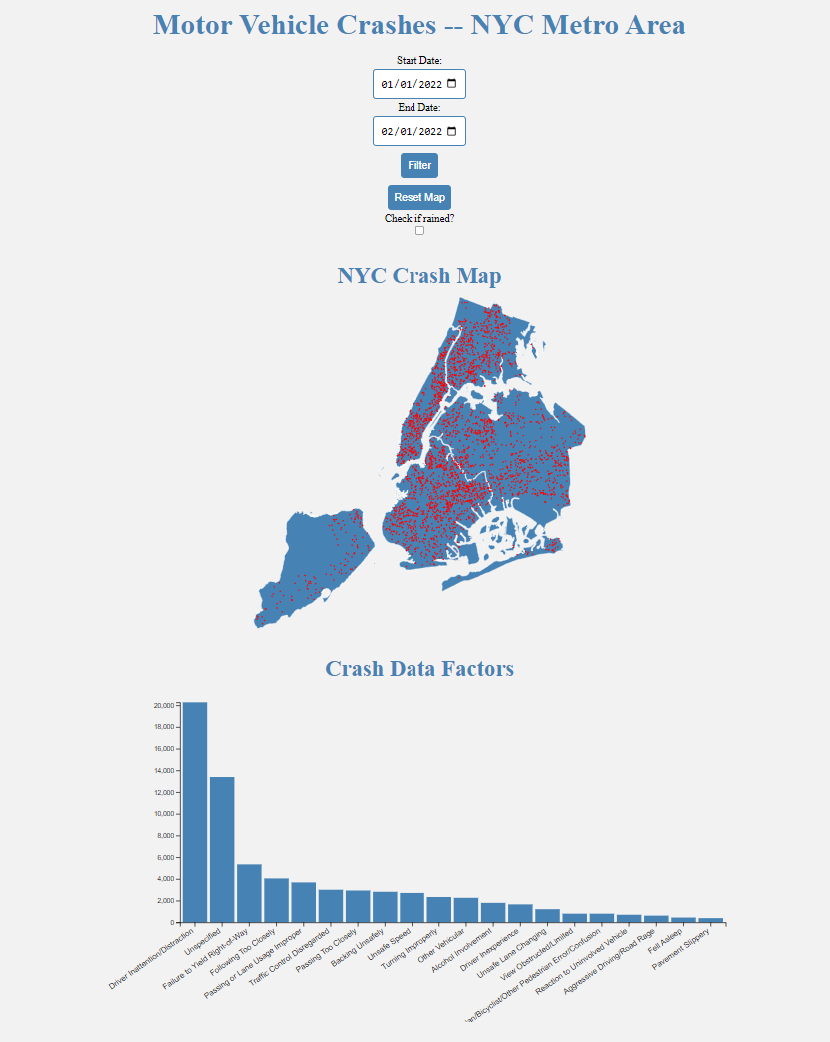 Motor Vehicle Crashes -- NYC Metro Area
Start Date:
01/01/2022
End Date:
02/01/2022
Filter
Reset Map
Check if rained?
NYC Crash Map
Crash Data Factors
20,000
18,000
16,000
14,000
12,000
10,000
8,000
6,000
4,000
2,000
0
Driver Inattention/Distraction
Unspecified
Failure to Yield Right-of-Way
Following Too Closely
Passing or Lane Usage Improper
Traffic Control Disregarded
Passing Too Closely
Backing Unsafely
Unsafe Speed
Turning Improperly
Other Vehicular
Alcohol Involvement
Driver Inexperience
Unsafe Lane Changing
View Obstructed/Limited
ian/Bicyclist/Other Pedestrian Error/Confusion
Reaction to Uninvolved Vehicle
Aggressive Driving/Road Rage
Fell Asleep
Pavement Slippery